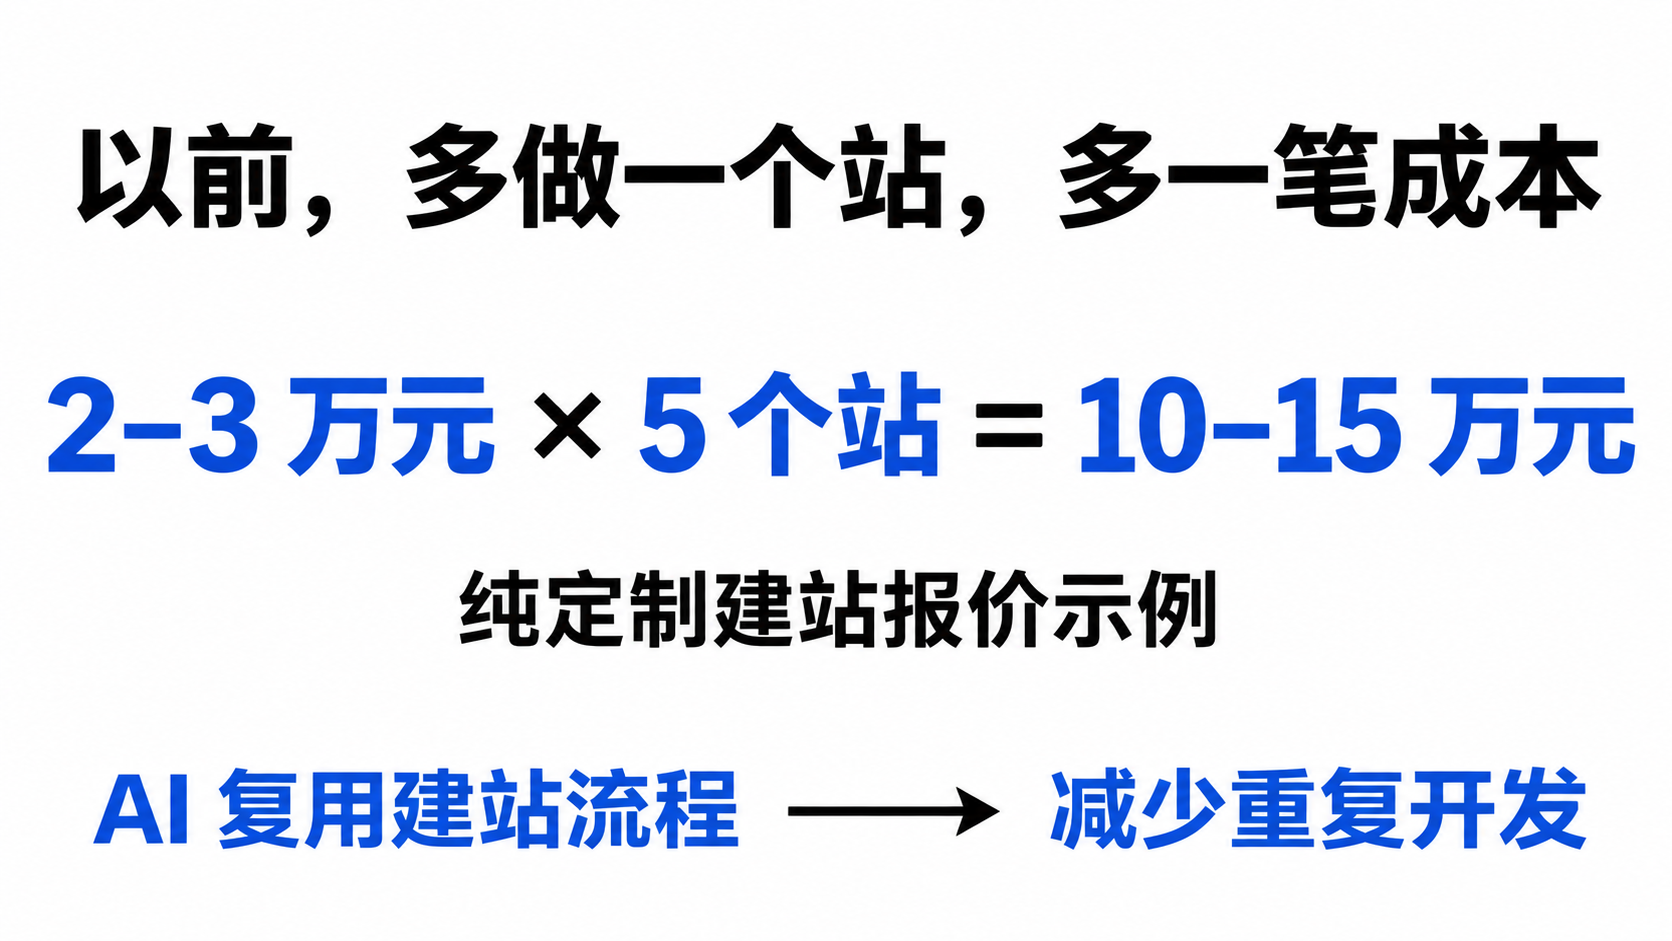 以前，多做一个站，多一笔成本
2–3 万元 × 5 个站 = 10–15 万元
纯定制建站报价示例
AI 复用建站流程 → 减少重复开发